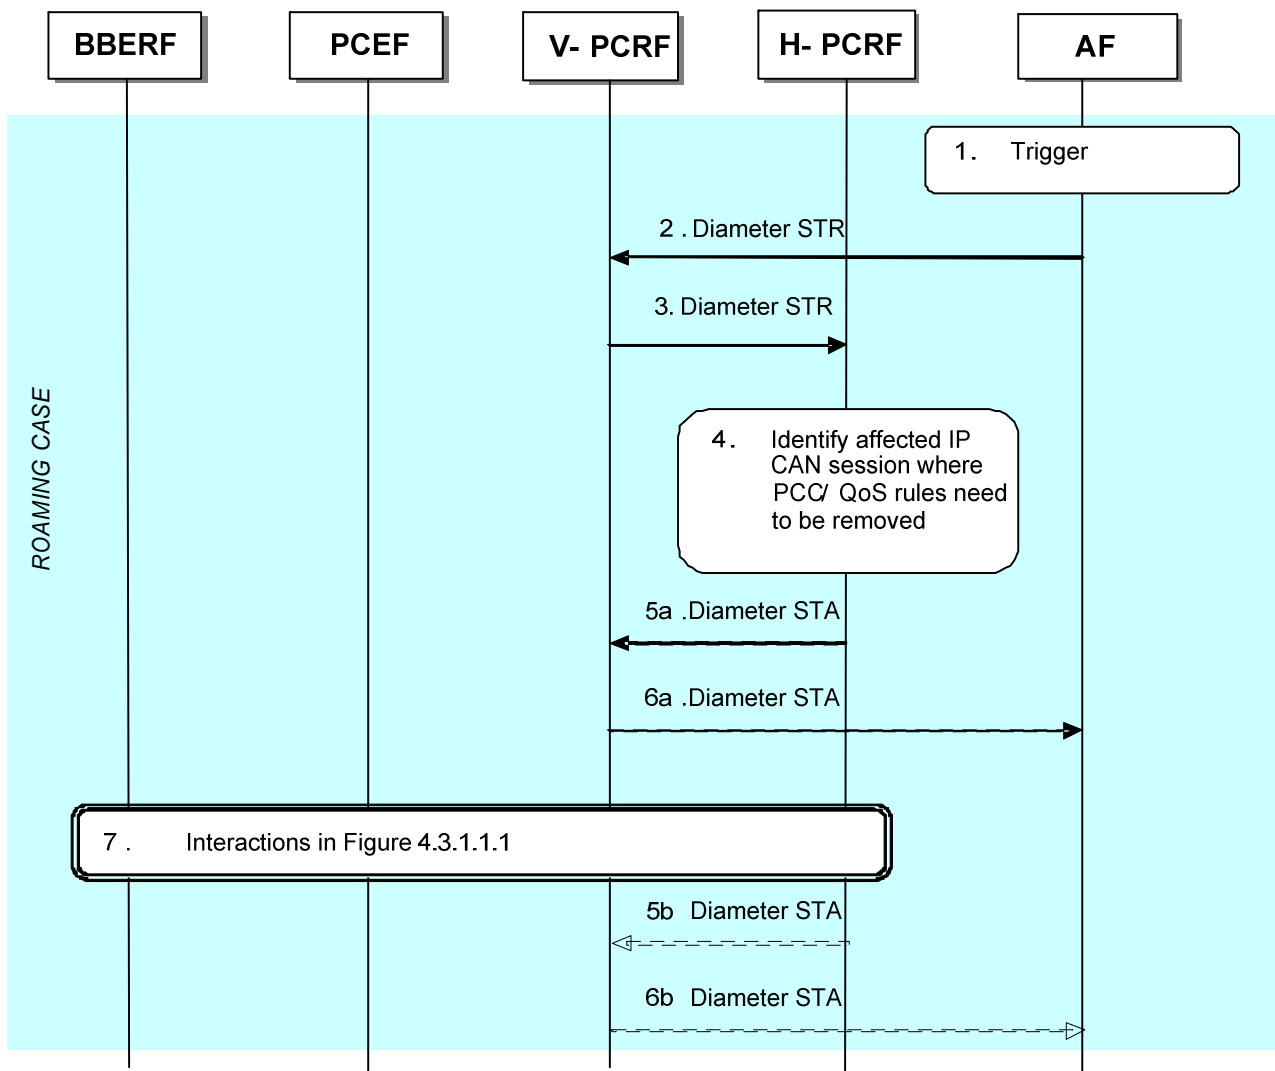 BBERF
PCEF
V- PCRF
H- PCRF
AF
1. Trigger
2 . Diameter STR
3. Diameter STR
ROAMING CASE
4. Identify affected IP
CAN session where
PCC/ QoS rules need
to be removed
5a .Diameter STA
6a .Diameter STA
7 . Interactions in Figure 4.3.1.1.1
5b Diameter STA
6b Diameter STA